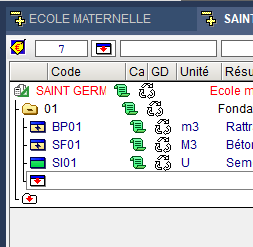 ECOLE MATERNELLE SAINT
7
Code Ca GD Unité Résu
SAINT GERM Ecole m
01 Fonda
BP01 m3 Rattr
SF01 M3 Béto
SI01 U Sem